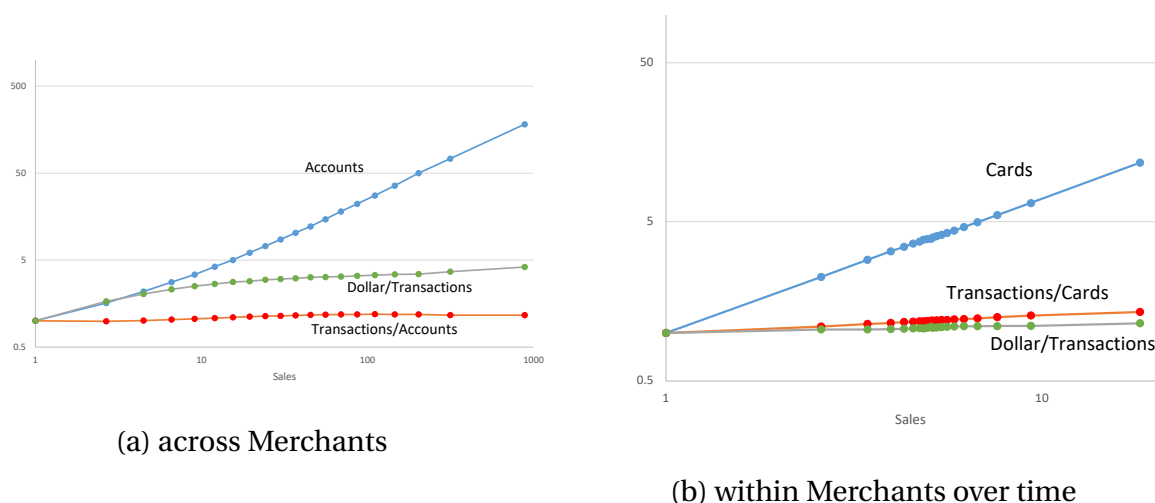 500
50
5
0.5
Accounts
Dollar/Transactions
Transactions/Accounts
1 10 100 1000
Sales
(a) across Merchants
50
5
0.5
Cards
Transactions/Cards
Dollar/Transactions
1 10
Sales
(b) within Merchants over time